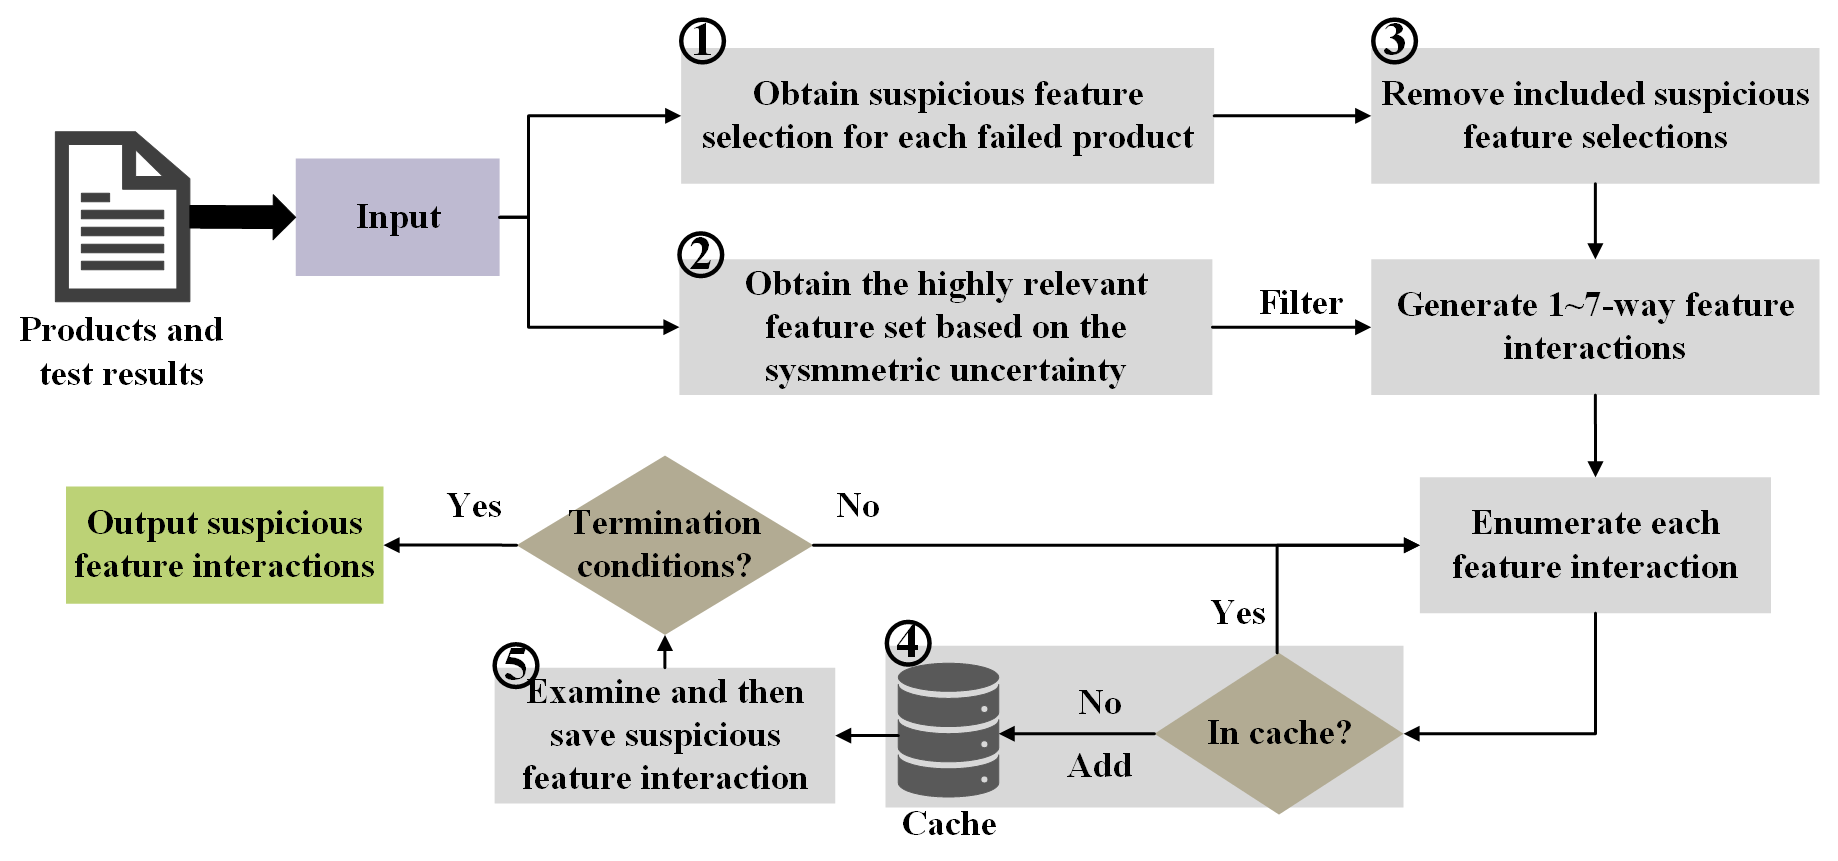 Products and
test results
Input
①
Obtain suspicious feature
selection for each failed product
②
Obtain the highly relevant
feature set based on the
sysmmetric uncertainty
③
Remove included suspicious
feature selections
Filter
Generate 1~7-way feature
interactions
Enumerate each
feature interaction
In cache?
Yes
No
Add
④
Cache
⑤
Examine and then
save suspicious
feature interaction
Termination
conditions?
No
Yes
Output suspicious
feature interactions